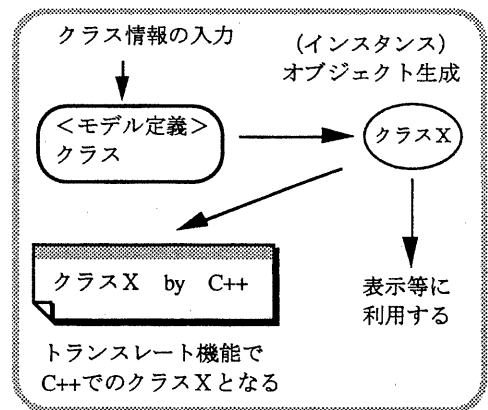 クラス情報の入力
(インスタンス)
オブジェクト生成
<モデル定義>
クラス
クラスX
クラスX by C++
表示等に
利用する
トランスレート機能で
C++でのクラスXとなる